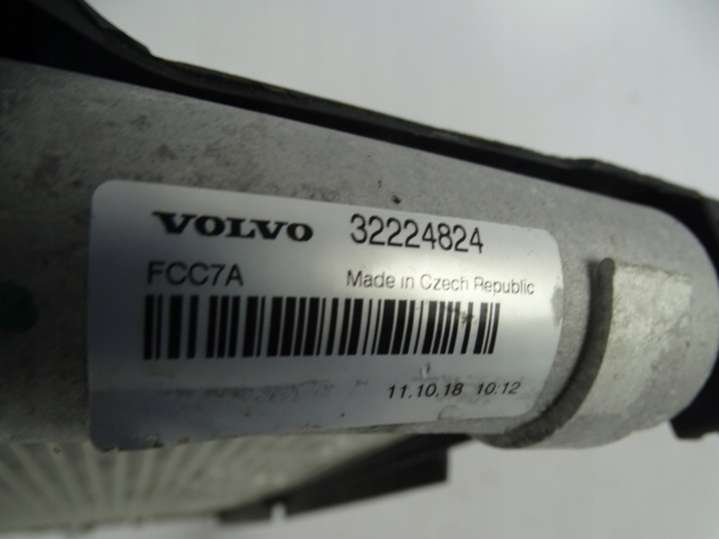 VOLVO 32224824
FCC7A Made in Czech Republic
11.10.18 10:12